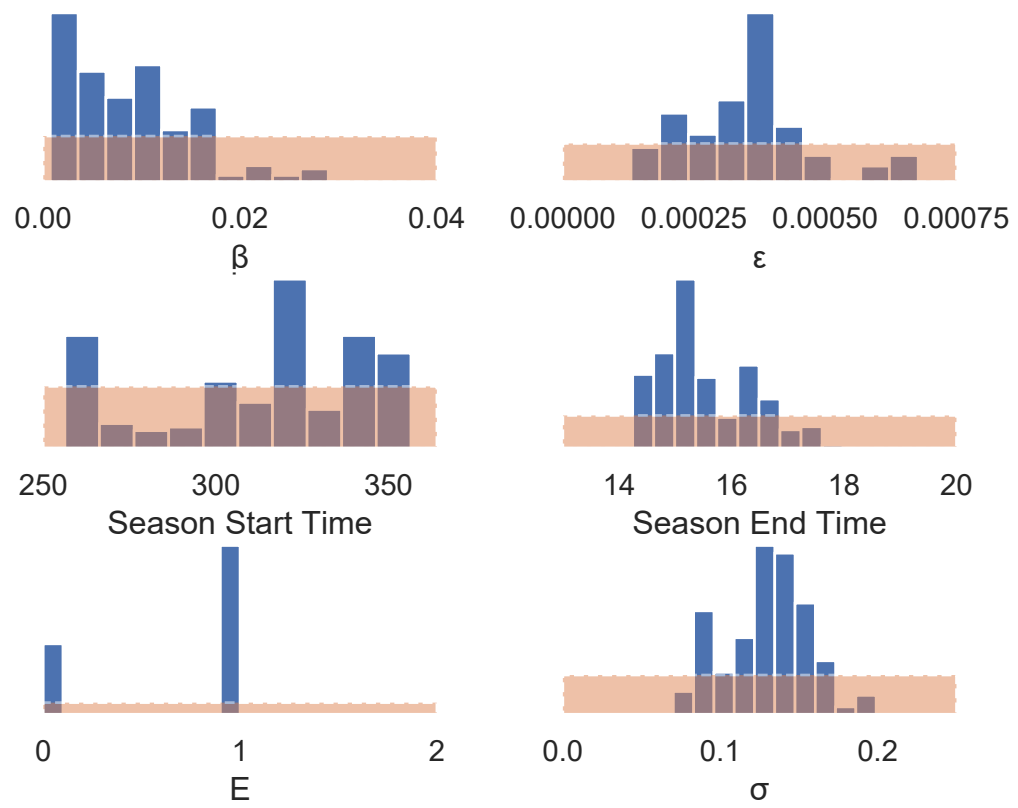 0.00 0.02 0.04
β
0.00000 0.00025 0.00050 0.00075
ε
250 300 350
Season Start Time
14 16 18 20
Season End Time
0 1 2
E
0.0 0.1 0.2
σ